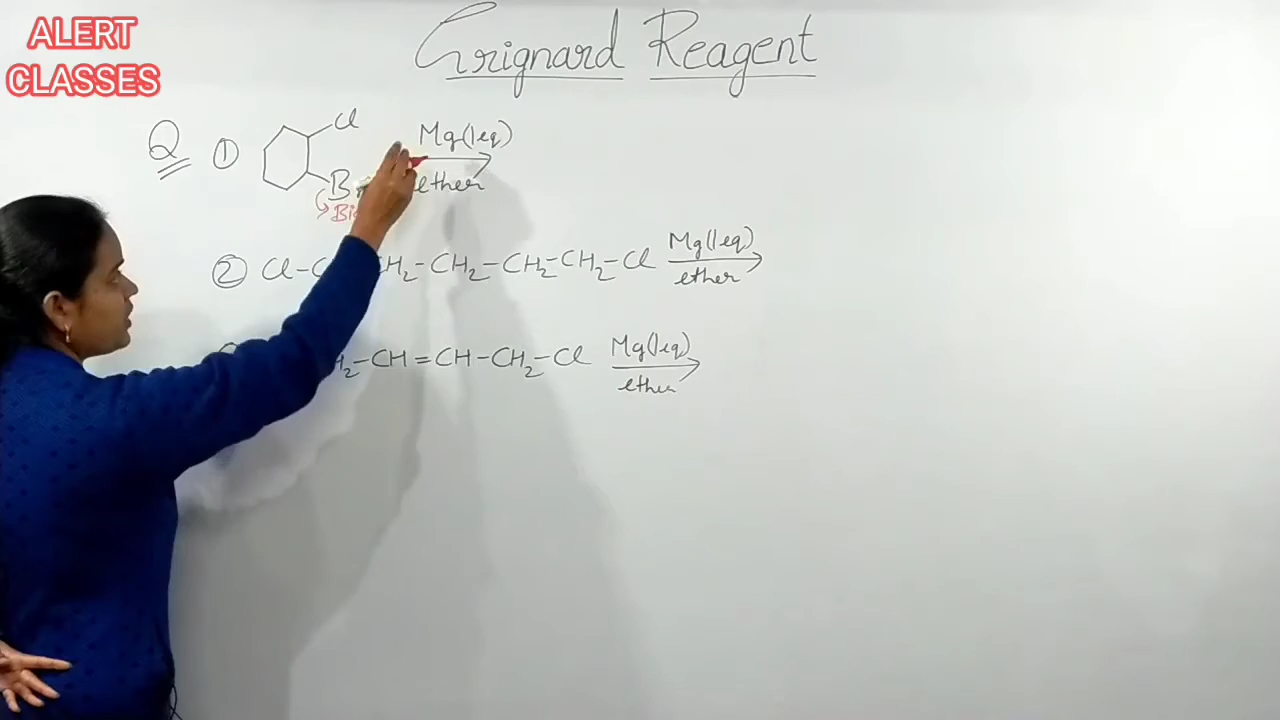 ALERT
CLASSES
Grignard Reagent
Q ① Cl Mg(1eq)
Br ether
② Cl-C H₂-CH₂-CH₂-CH₂-Cl Mg(1eq)
ether
H₂-CH=CH-CH₂-Cl Mg(1eq)
ether